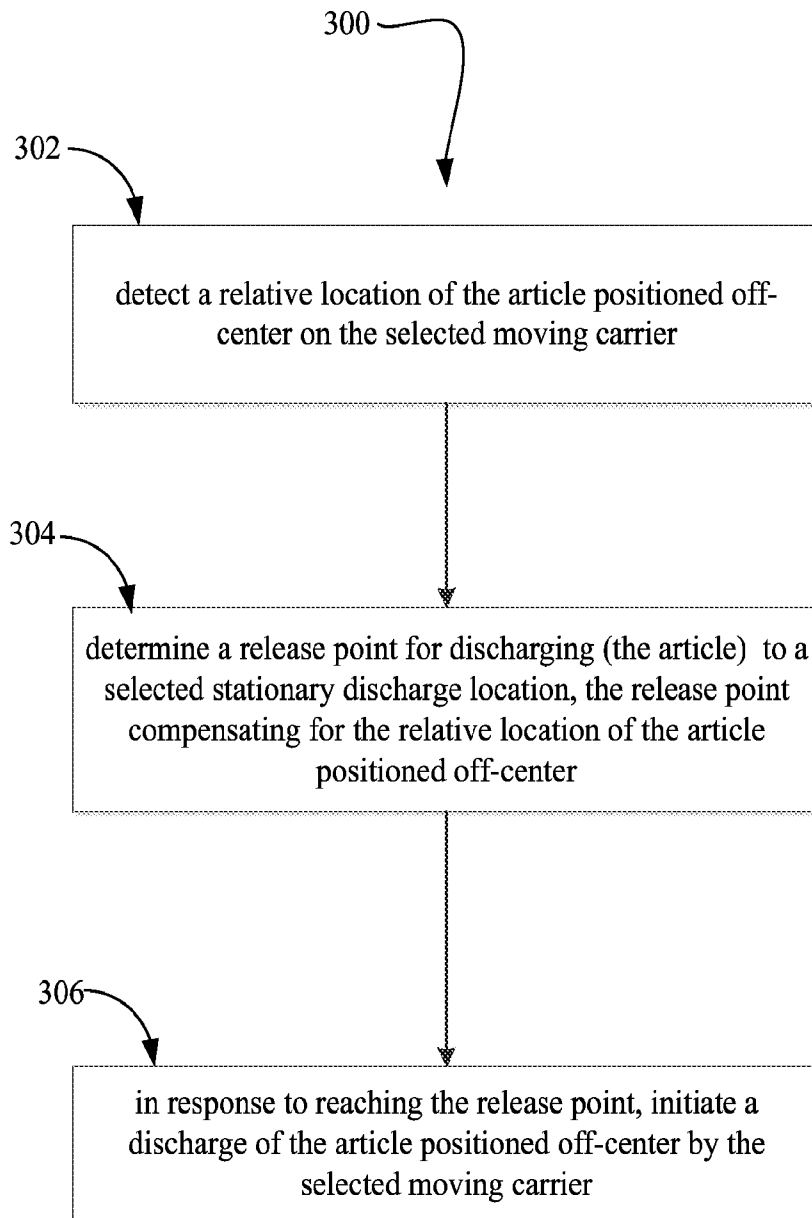 300
302
detect a relative location of the article positioned off-
center on the selected moving carrier
304
determine a release point for discharging (the article) to a
selected stationary discharge location, the release point
compensating for the relative location of the article
positioned off-center
306
in response to reaching the release point, initiate a
discharge of the article positioned off-center by the
selected moving carrier